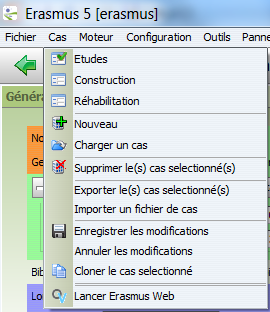 Erasmus 5 [erasmus]
Fichier Cas Moteur Configuration Outils Panne
Etudes
Construction
Réhabilitation
Nouveau
Charger un cas
Supprimer le(s) cas selectionné(s)
Exporter le(s) cas selectionné(s)
Importer un fichier de cas
Enregistrer les modifications
Annuler les modifications
Cloner le cas selectionné
Lancer Erasmus Web
Généra
No
Ge
Bib
Lo